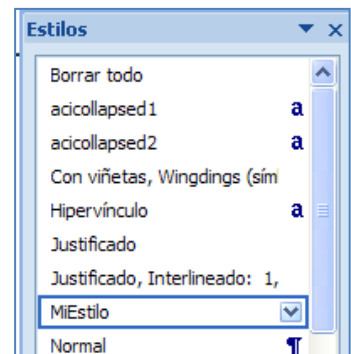 Estilos
Borrar todo
acicollapsed1 a
acicollapsed2 a
Con viñetas, Wingdings (sím
Hipervínculo a
Justificado
Justificado, Interlineado: 1,
MiEstilo
Normal ¶